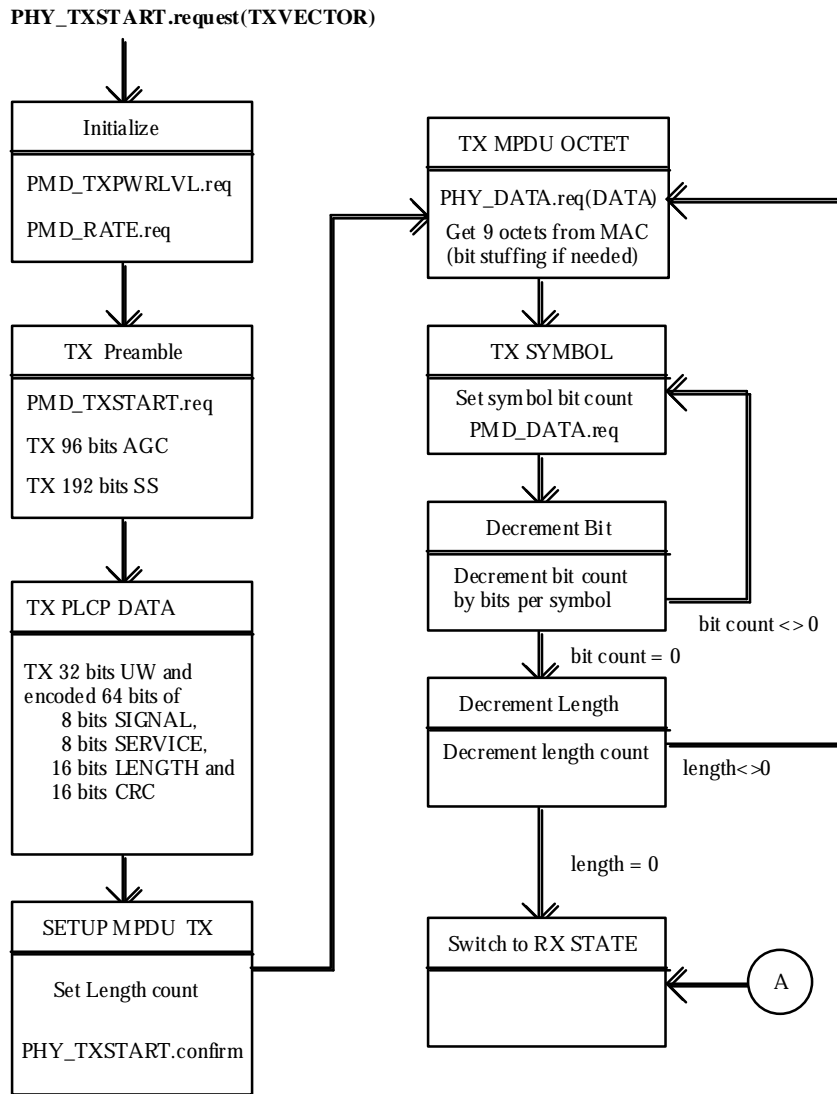 PHY_TXSTART.request(TXVECTOR)
Initialize
PMD_TXPWRLVL.req
PMD_RATE.req
TX Preamble
PMD_TXSTART.req
TX 96 bits AGC
TX 192 bits SS
TX PLCP DATA
TX 32 bits UW and
encoded 64 bits of
8 bits SIGNAL,
8 bits SERVICE,
16 bits LENGTH and
16 bits CRC
SETUP MPDU TX
Set Length count
PHY_TXSTART.confirm
TX MPDU OCTET
PHY_DATA.req(DATA)
Get 9 octets from MAC
(bit stuffing if needed)
TX SYMBOL
Set symbol bit count
PMD_DATA.req
Decrement Bit
Decrement bit count
by bits per symbol
bit count <> 0
bit count = 0
Decrement Length
Decrement length count
length<>0
length = 0
Switch to RX STATE
A